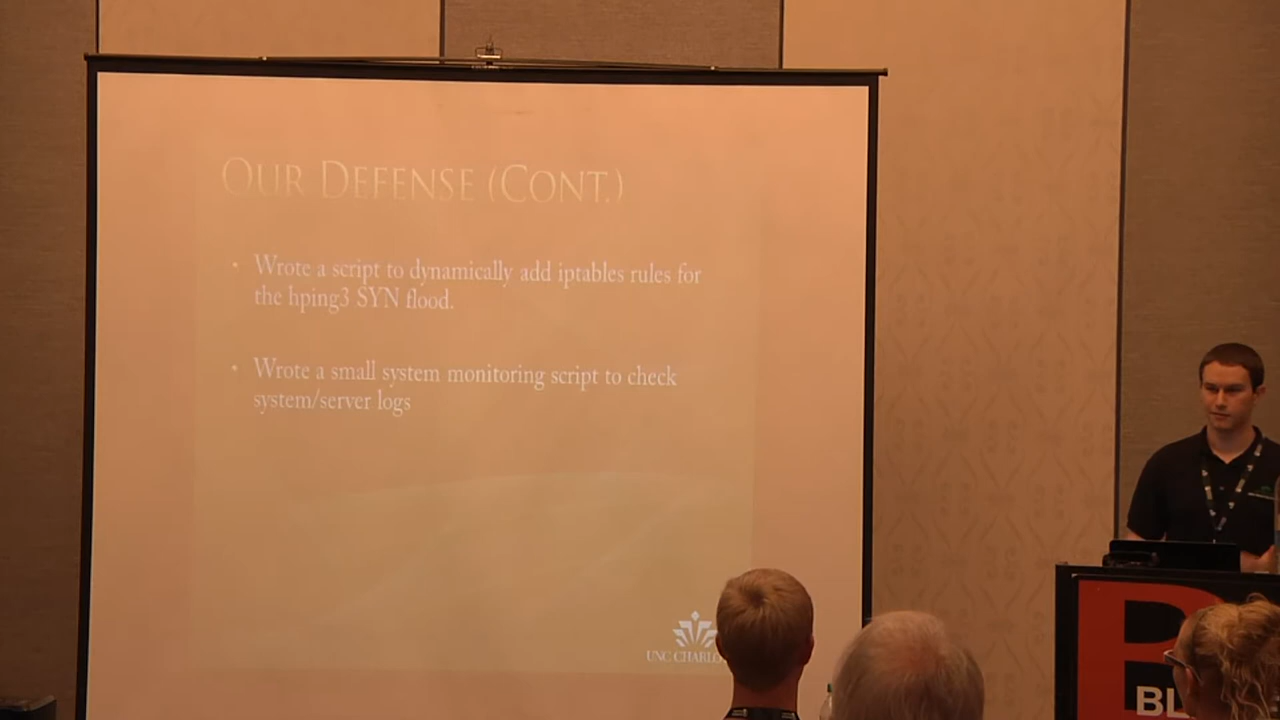 OUR DEFENSE (CONT.)
• Wrote a script to dynamically add iptables rules for
the hping3 SYN flood.
• Wrote a small system monitoring script to check
system/server logs
UNC CHARLO
B
BL